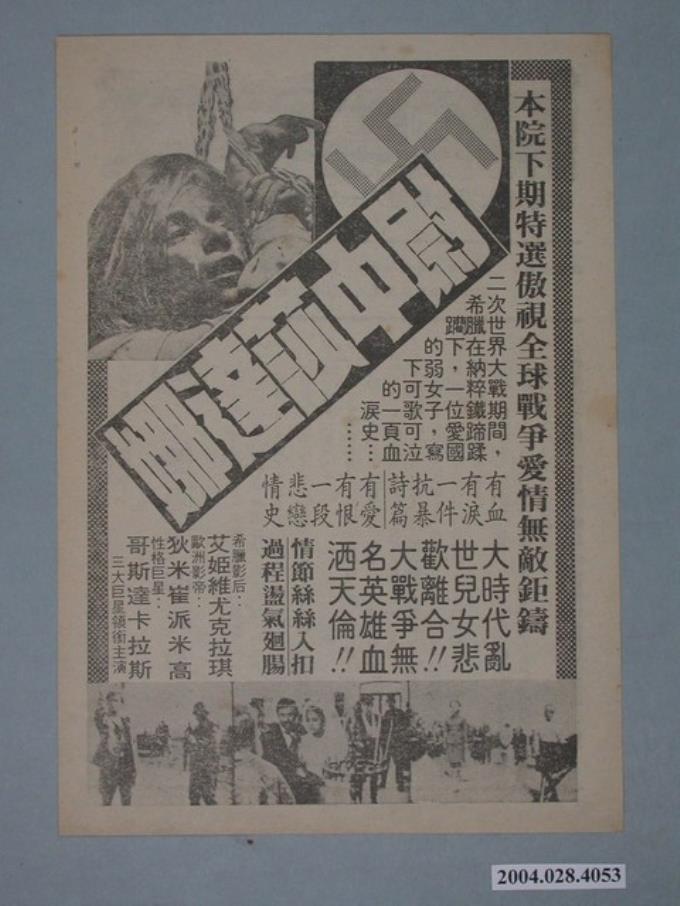 本院下期特選傲視全球戰爭愛情無敵鉅鑄
尉中莎達娜
二次世界大戰期間，
希臘在納粹鐵蹄蹂
躪下，一位愛國
的弱女子，寫
下可歌可泣
的一頁血
淚史…
……
有血
有淚
一件
抗暴
詩篇
有愛
有恨
一段
悲戀
情史
大時代亂
世兒女悲
歡離合!!
大戰爭無
名英雄血
洒天倫!!
情節絲絲入扣
過程盪氣廻腸
希臘影后：
艾姬維尤克拉琪
歐洲影帝：
狄米崔派米高
性格巨星：
哥斯達卡拉斯
三大巨星領銜主演
2004.028.4053